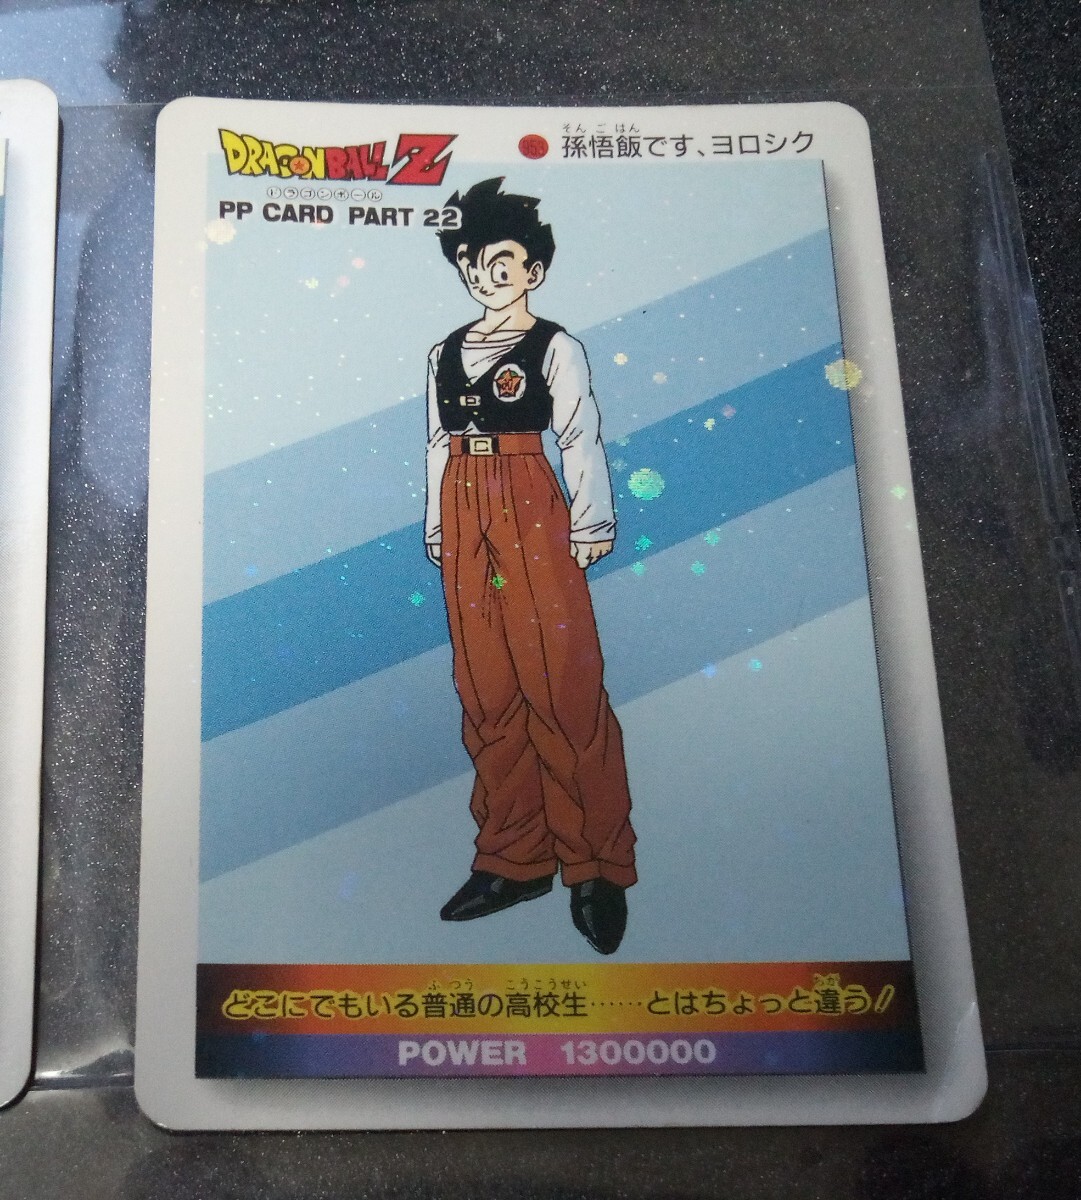 DRAGON BALL Z
ドラゴンボール
PP CARD PART 22
953 孫悟飯です、ヨロシク
そんごはん
どこにでもいる普通の高校生……とはちょっと違う!
ふつう こうこうせい ちが
POWER 1300000